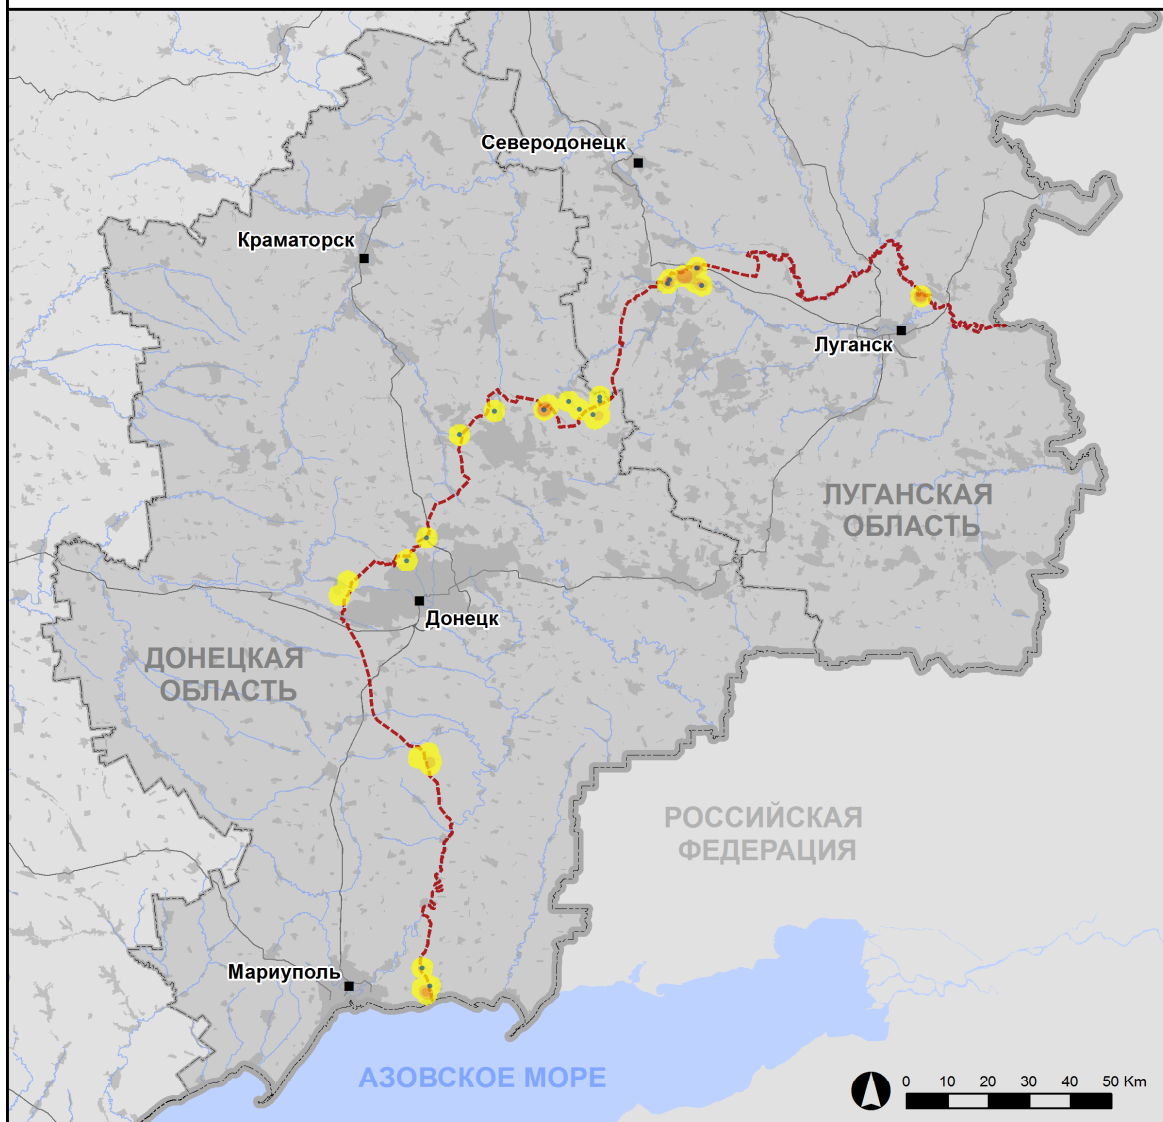 Северодонецк
Краматорск
Луганск
ЛУГАНСКАЯ
ОБЛАСТЬ
Донецк
ДОНЕЦКАЯ
ОБЛАСТЬ
РОССИЙСКАЯ
ФЕДЕРАЦИЯ
Мариуполь
АЗОВСКОЕ МОРЕ
0 10 20 30 40 50 Km